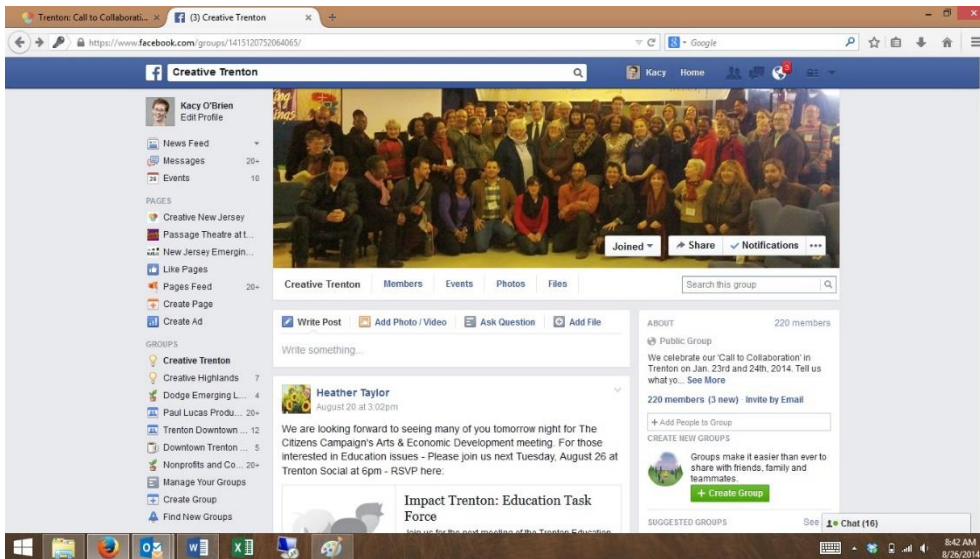 Trenton: Call to Collaborati... ×
(3) Creative Trenton ×
https://www.facebook.com/groups/1415120752064065/
Google
Creative Trenton
Kacy Home
3
Kacy O'Brien
Edit Profile
News Feed
Messages 20+
Events 10
PAGES
Creative New Jersey
Passage Theatre at t...
New Jersey Emergin...
Like Pages
Pages Feed 20+
Create Page
Create Ad
GROUPS
Creative Trenton
Creative Highlands 7
Dodge Emerging L... 4
Paul Lucas Produ... 20+
Trenton Downtown ... 12
Downtown Trenton ... 5
Nonprofits and Co... 20+
Manage Your Groups
Create Group
Find New Groups
Joined
Share
Notifications
Creative Trenton Members Events Photos Files
Search this group
Write Post Add Photo / Video Ask Question Add File
Write something...
Heather Taylor
August 20 at 3:02pm
We are looking forward to seeing many of you tomorrow night for The
Citizens Campaign's Arts & Economic Development meeting. For those
interested in Education issues - Please join us next Tuesday, August 26 at
Trenton Social at 6pm - RSVP here:
Impact Trenton: Education Task
Force
Join us for the next meeting of the Trenton Education
ABOUT 220 members
Public Group
We celebrate our 'Call to Collaboration' in
Trenton on Jan. 23rd and 24th, 2014. Tell us
what yo... See More
220 members (3 new) · Invite by Email
+ Add People to Group
CREATE NEW GROUPS
Groups make it easier than ever to
share with friends, family and
teammates.
+ Create Group
SUGGESTED GROUPS See
Chat (16)
8:42 AM